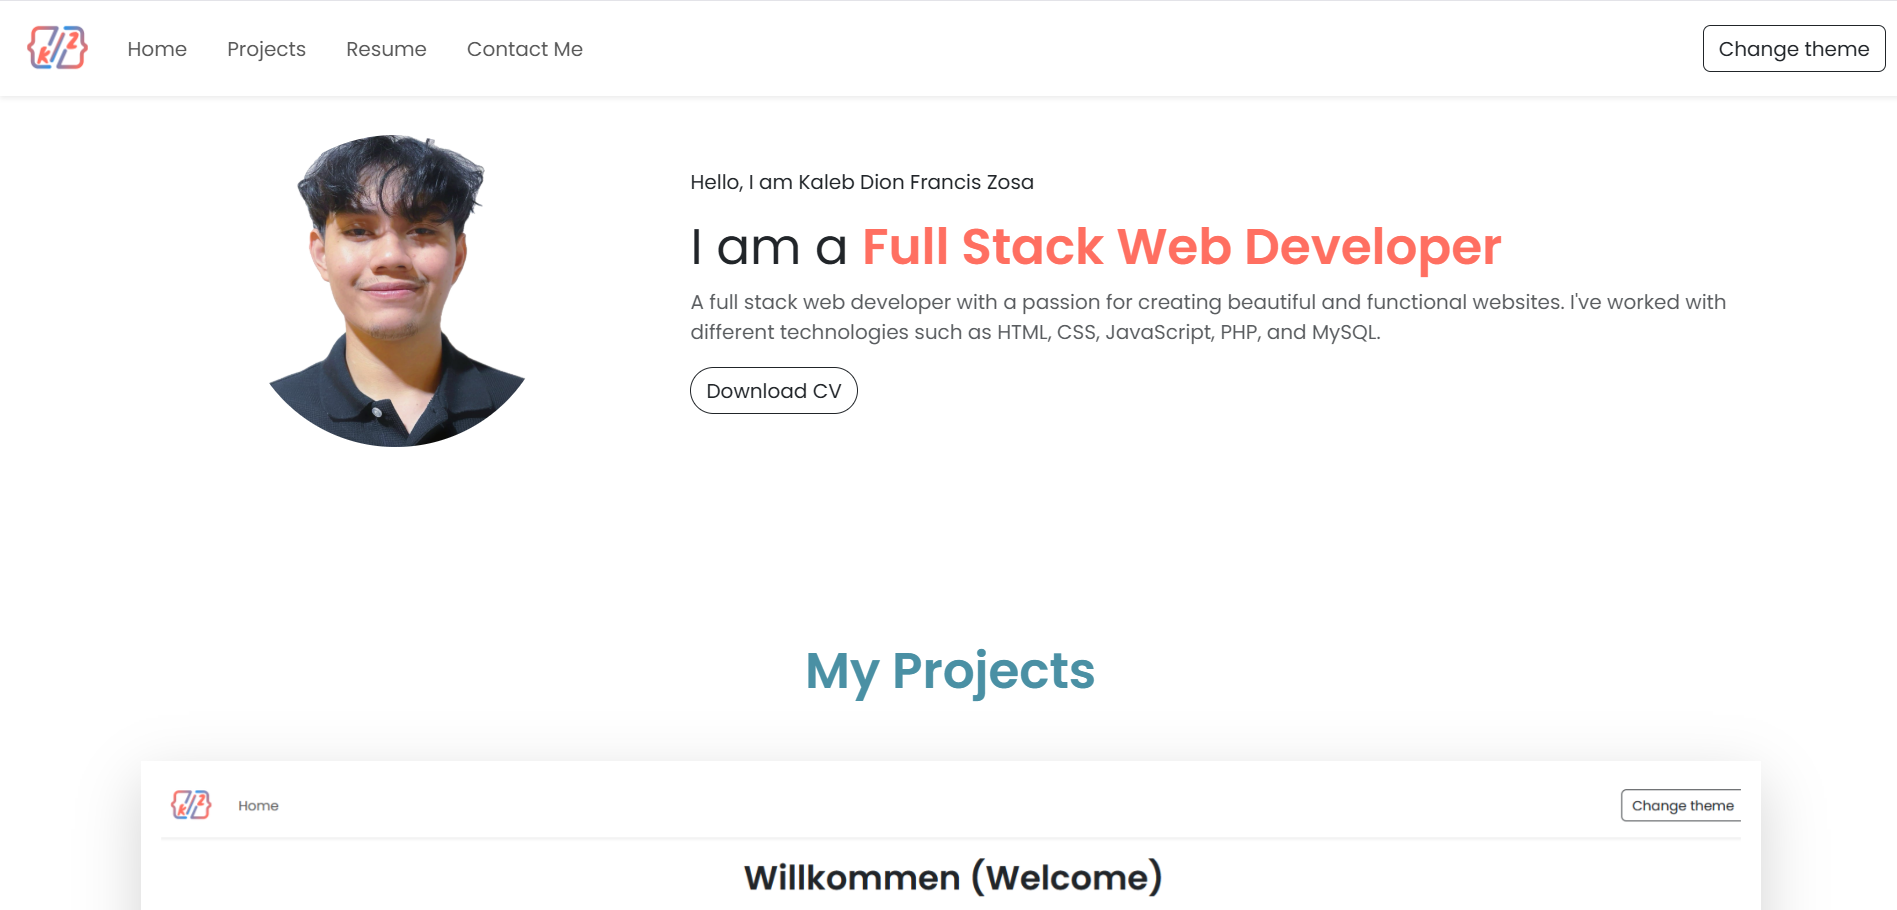 K//Z
Home
Projects
Resume
Contact Me
Change theme
Hello, I am Kaleb Dion Francis Zosa
I am a Full Stack Web Developer
A full stack web developer with a passion for creating beautiful and functional websites. I've worked with
different technologies such as HTML, CSS, JavaScript, PHP, and MySQL.
Download CV
My Projects
K//Z
Home
Change theme
Willkommen (Welcome)